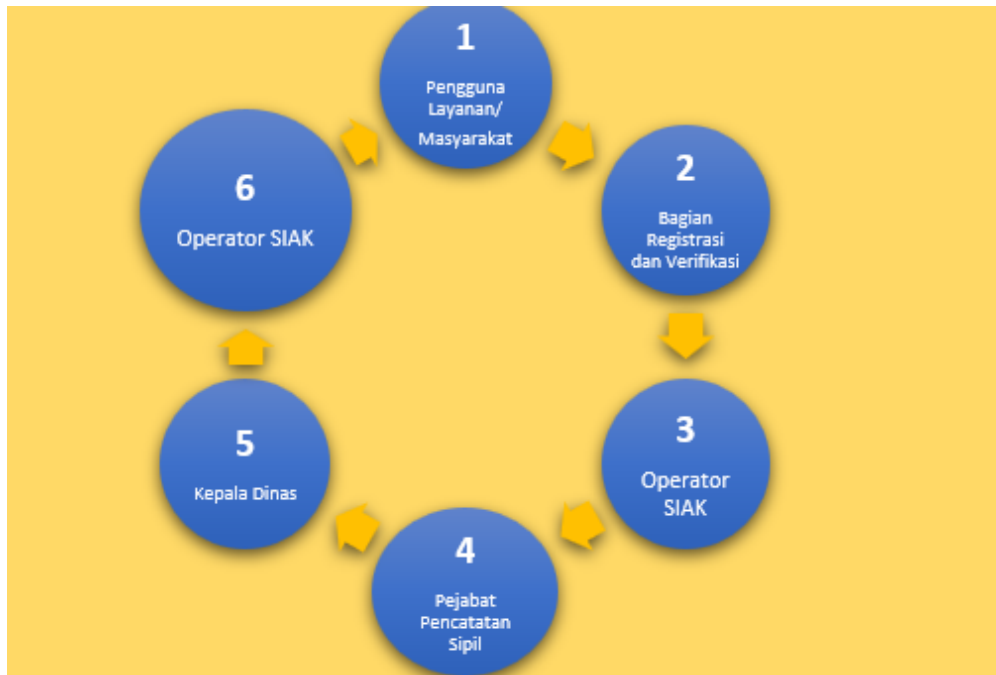 1
Pengguna
Layanan/
Masyarakat
2
Bagian
Registrasi
dan Verifikasi
3
Operator
SIAK
4
Pejabat
Pencatatan
Sipil
5
Kepala Dinas
6
Operator SIAK